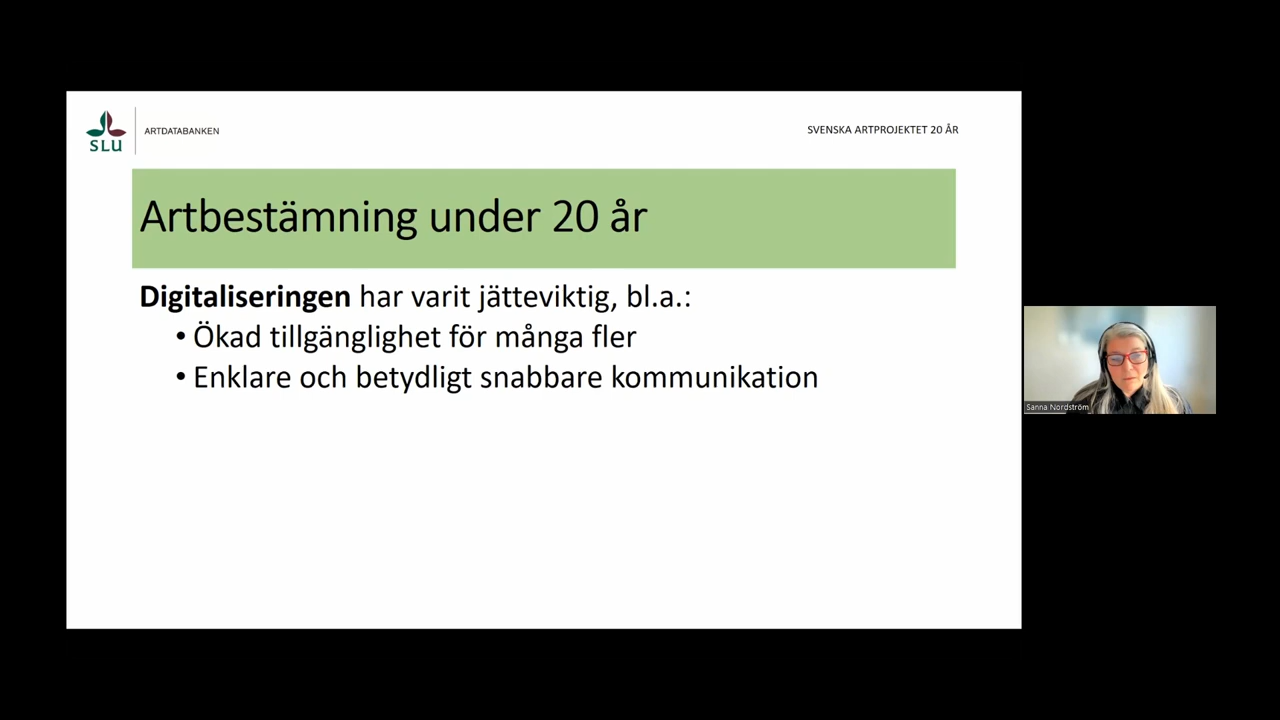 SLU
ARTDATABANKEN
SVENSKA ARTPROJEKTET 20 ÅR
Artbestämning under 20 år
Digitaliseringen har varit jätteviktig, bl.a.:
• Ökad tillgänglighet för många fler
• Enklare och betydligt snabbare kommunikation
Sanna Nordström